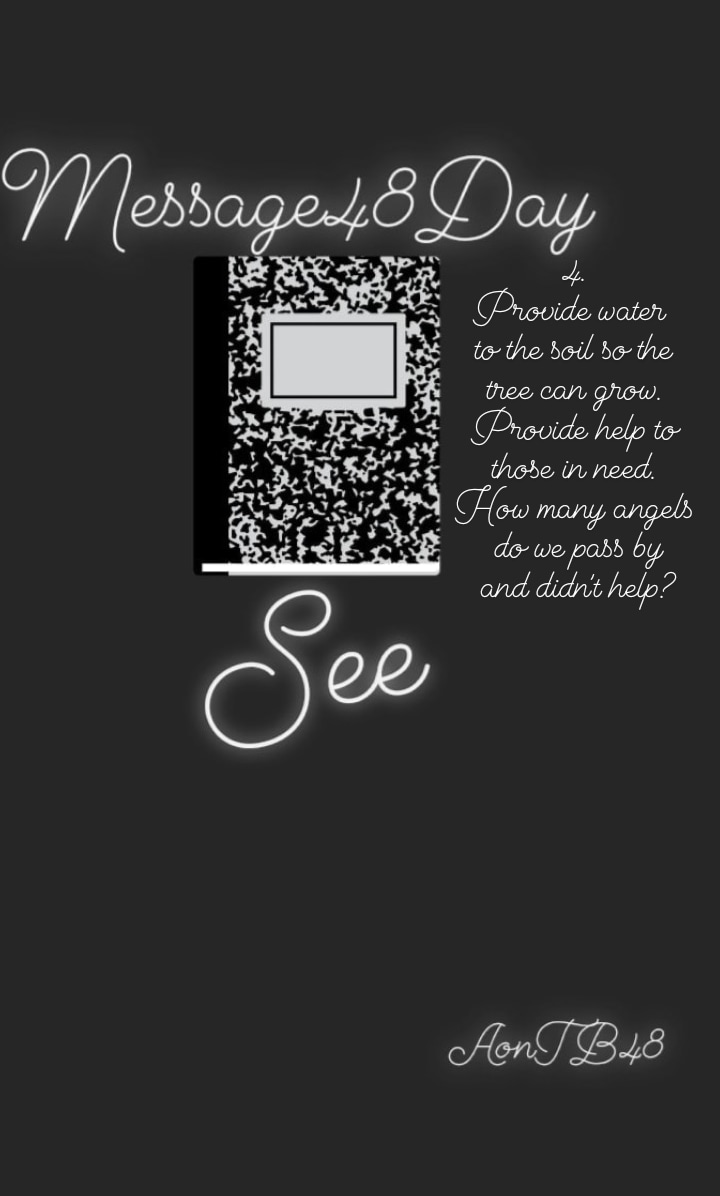 Message48Day
4.
Provide water
to the soil so the
tree can grow.
Provide help to
those in need.
How many angels
do we pass by
and didn't help?
See
AonTB48